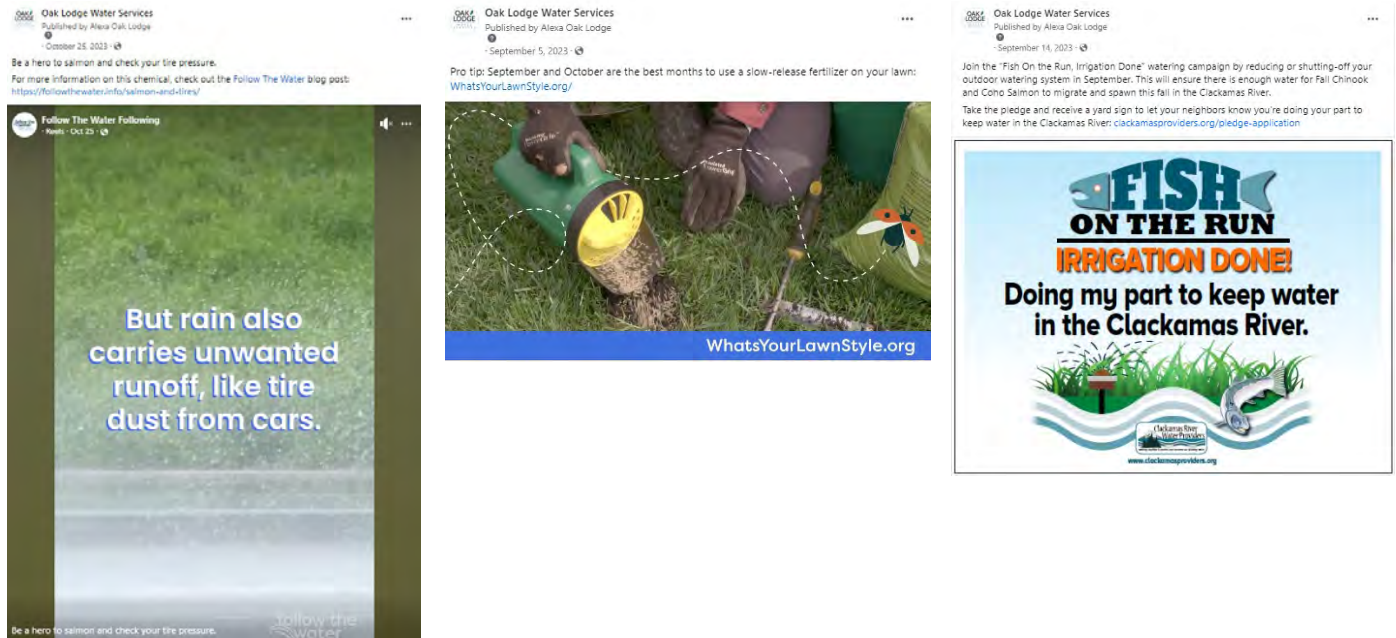 OAK
LODGE
Oak Lodge Water Services
Published by Alexa Oak Lodge
· October 25, 2023 ·
Be a hero to salmon and check your tire pressure.
For more information on this chemical, check out the Follow The Water blog post:
https://followthewater.info/salmon-and-tires/
Follow The Water Following
· Reels · Oct 25 ·
But rain also
carries unwanted
runoff, like tire
dust from cars.
Be a hero to salmon and check your tire pressure.
follow the
water
OAK
LODGE
Oak Lodge Water Services
Published by Alexa Oak Lodge
· September 5, 2023 ·
Pro tip: September and October are the best months to use a slow-release fertilizer on your lawn:
WhatsYourLawnStyle.org/
WhatsYourLawnStyle.org
OAK
LODGE
Oak Lodge Water Services
Published by Alexa Oak Lodge
· September 14, 2023 ·
Join the "Fish On the Run, Irrigation Done" watering campaign by reducing or shutting-off your
outdoor watering system in September. This will ensure there is enough water for Fall Chinook
and Coho Salmon to migrate and spawn this fall in the Clackamas River.
Take the pledge and receive a yard sign to let your neighbors know you're doing your part to
keep water in the Clackamas River: clackamasproviders.org/pledge-application
FISH
ON THE RUN
IRRIGATION DONE!
Doing my part to keep water
in the Clackamas River.
Clackamas River
Water Providers
www.clackamasproviders.org